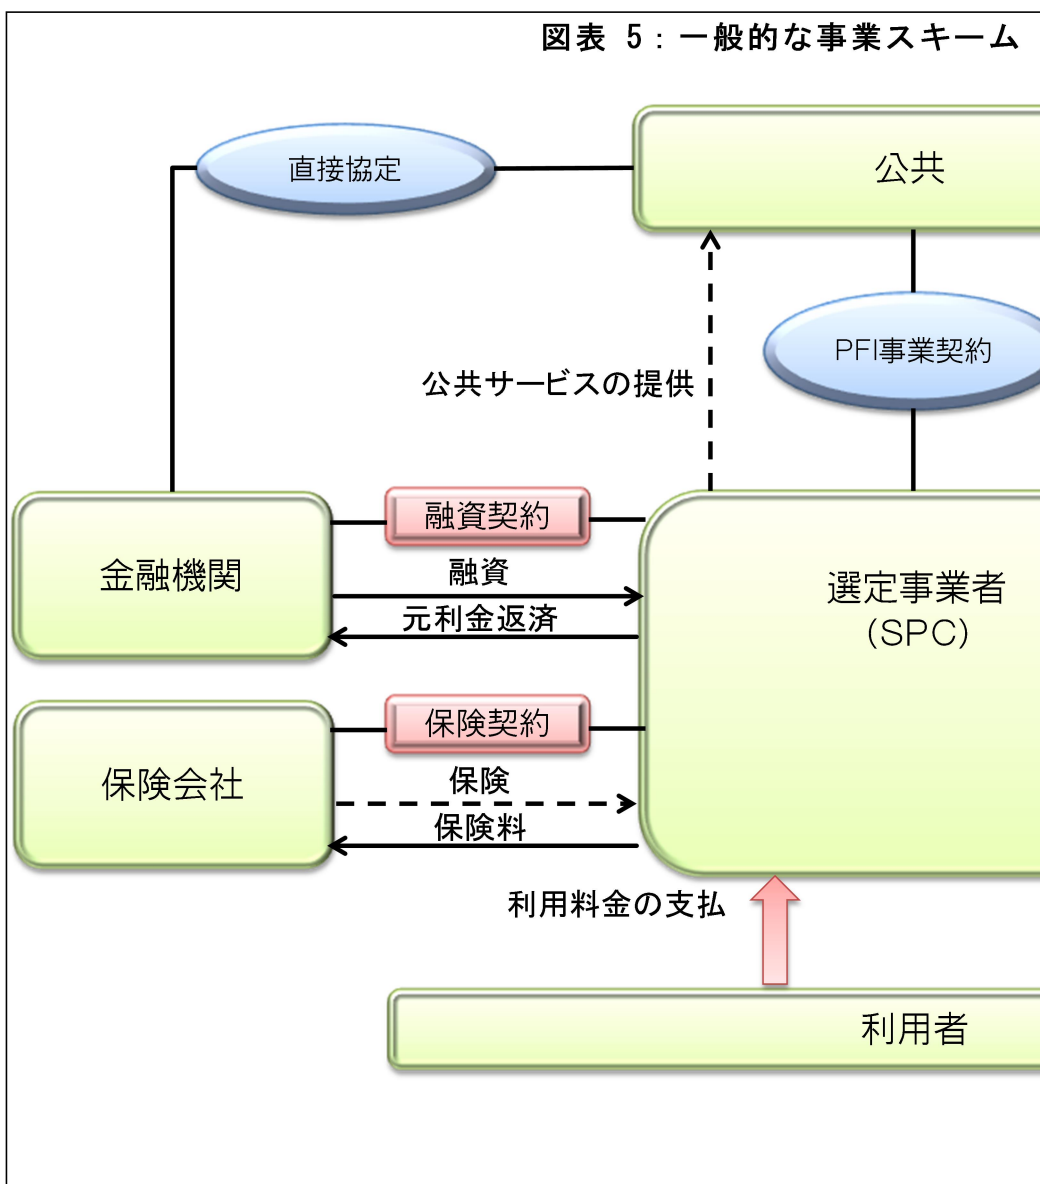 図表 5：一般的な事業スキーム
直接協定
公共
PFI事業契約
公共サービスの提供
融資契約
金融機関
融資
元利金返済
選定事業者
(SPC)
保険契約
保険会社
保険
保険料
利用料金の支払
利用者